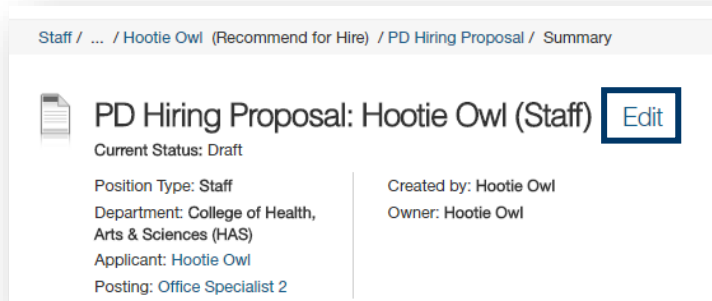 Staff / ... / Hootie Owl (Recommend for Hire) / PD Hiring Proposal / Summary
PD Hiring Proposal: Hootie Owl (Staff) Edit
Current Status: Draft
Position Type: Staff
Department: College of Health,
Arts & Sciences (HAS)
Applicant: Hootie Owl
Posting: Office Specialist 2
Created by: Hootie Owl
Owner: Hootie Owl